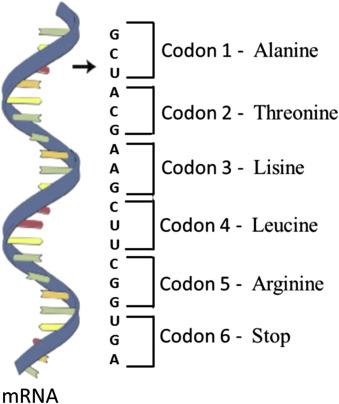 G
C
U
Codon 1 - Alanine
A
C
G
Codon 2 - Threonine
A
A
G
Codon 3 - Lisine
C
U
U
Codon 4 - Leucine
C
G
G
Codon 5 - Arginine
U
G
A
Codon 6 - Stop
mRNA